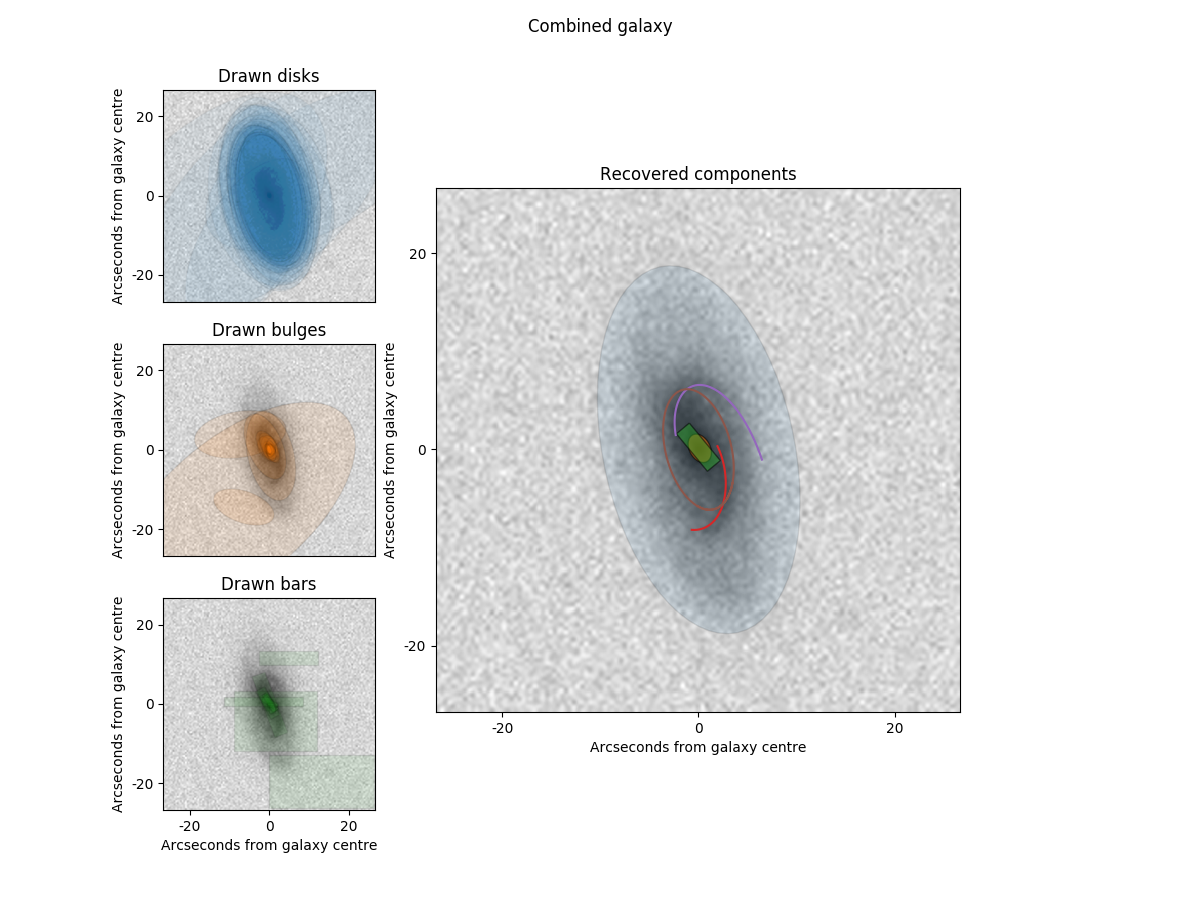 Combined galaxy
Drawn disks
Arcseconds from galaxy centre
20
0
-20
Drawn bulges
Arcseconds from galaxy centre
20
0
-20
Drawn bars
Arcseconds from galaxy centre
20
0
-20
-20 0 20
Arcseconds from galaxy centre
Recovered components
Arcseconds from galaxy centre
20
0
-20
-20 0 20
Arcseconds from galaxy centre